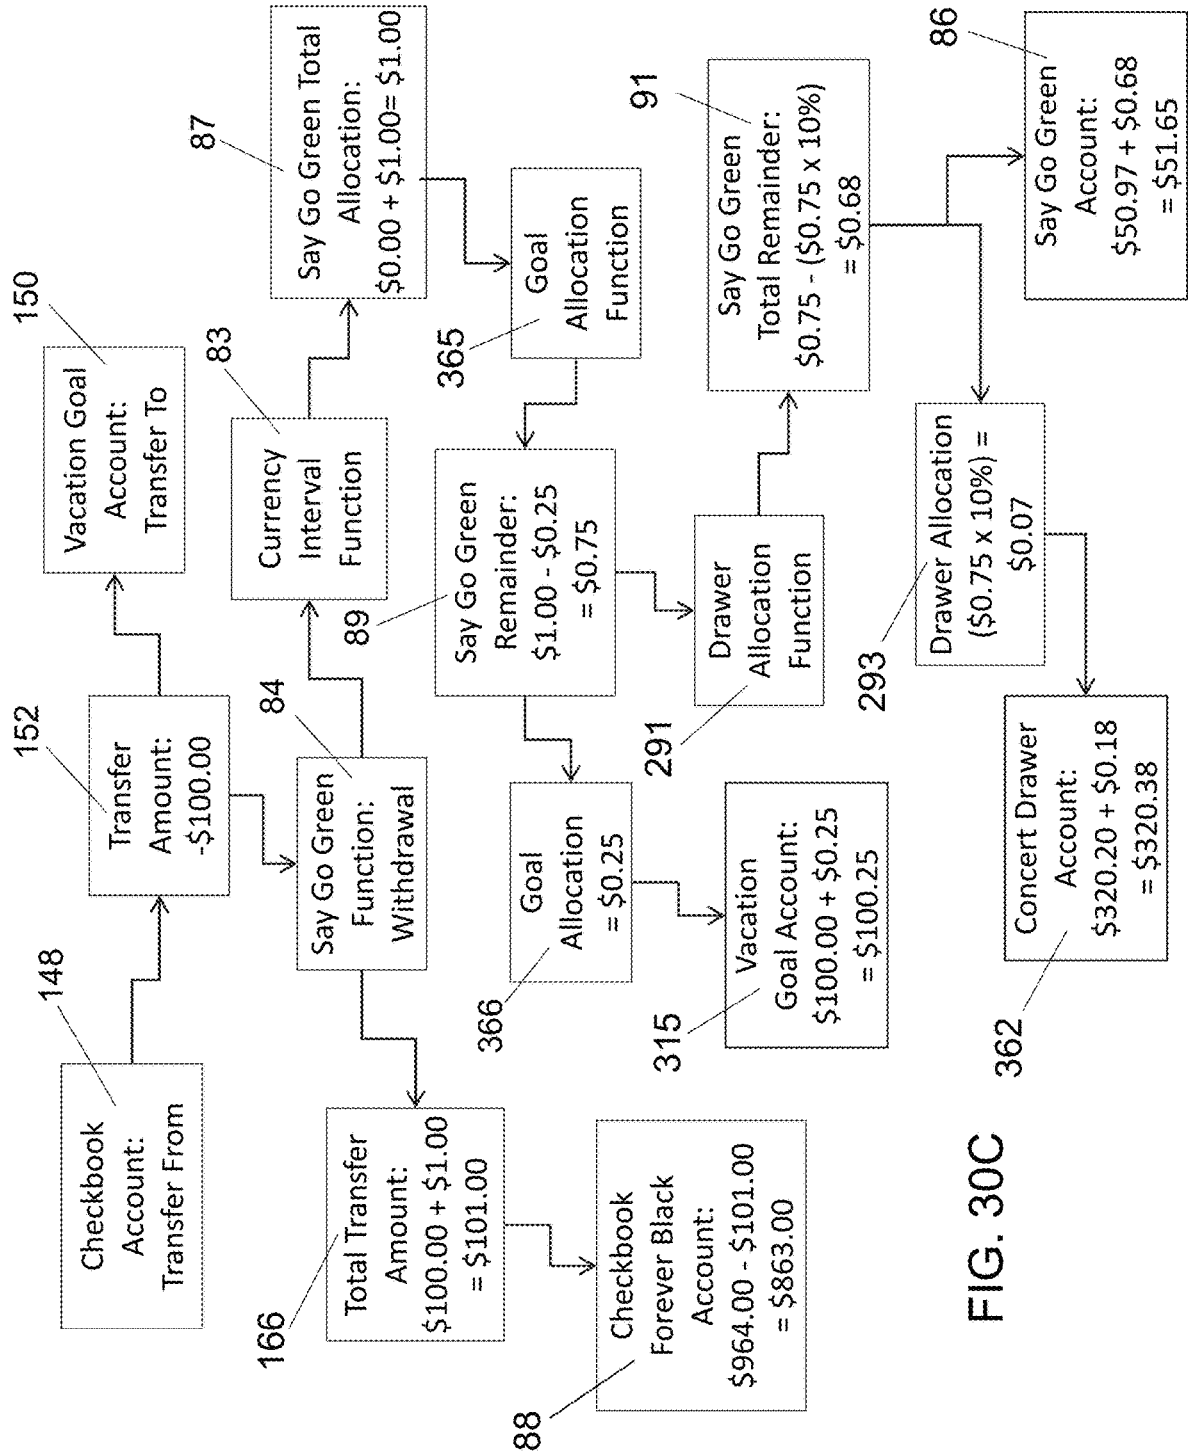 148
Checkbook
Account:
Transfer From
152
Transfer
Amount:
-$100.00
150
Vacation Goal
Account:
Transfer To
166
Total Transfer
Amount:
$100.00 + $1.00
= $101.00
84
Say Go Green
Function:
Withdrawal
83
Currency
Interval
Function
87
Say Go Green Total
Allocation:
$0.00 + $1.00= $1.00
88
Checkbook
Forever Black
Account:
$964.00 - $101.00
= $863.00
366
Goal
Allocation
= $0.25
89
Say Go Green
Remainder:
$1.00 - $0.25
= $0.75
365
Goal
Allocation
Function
315
Vacation
Goal Account:
$100.00 + $0.25
= $100.25
291
Drawer
Allocation
Function
91
Say Go Green
Total Remainder:
$0.75 - ($0.75 x 10%)
= $0.68
362
Concert Drawer
Account:
$320.20 + $0.18
= $320.38
293
Drawer Allocation
($0.75 x 10%) =
$0.07
86
Say Go Green
Account:
$50.97 + $0.68
= $51.65
FIG. 30C